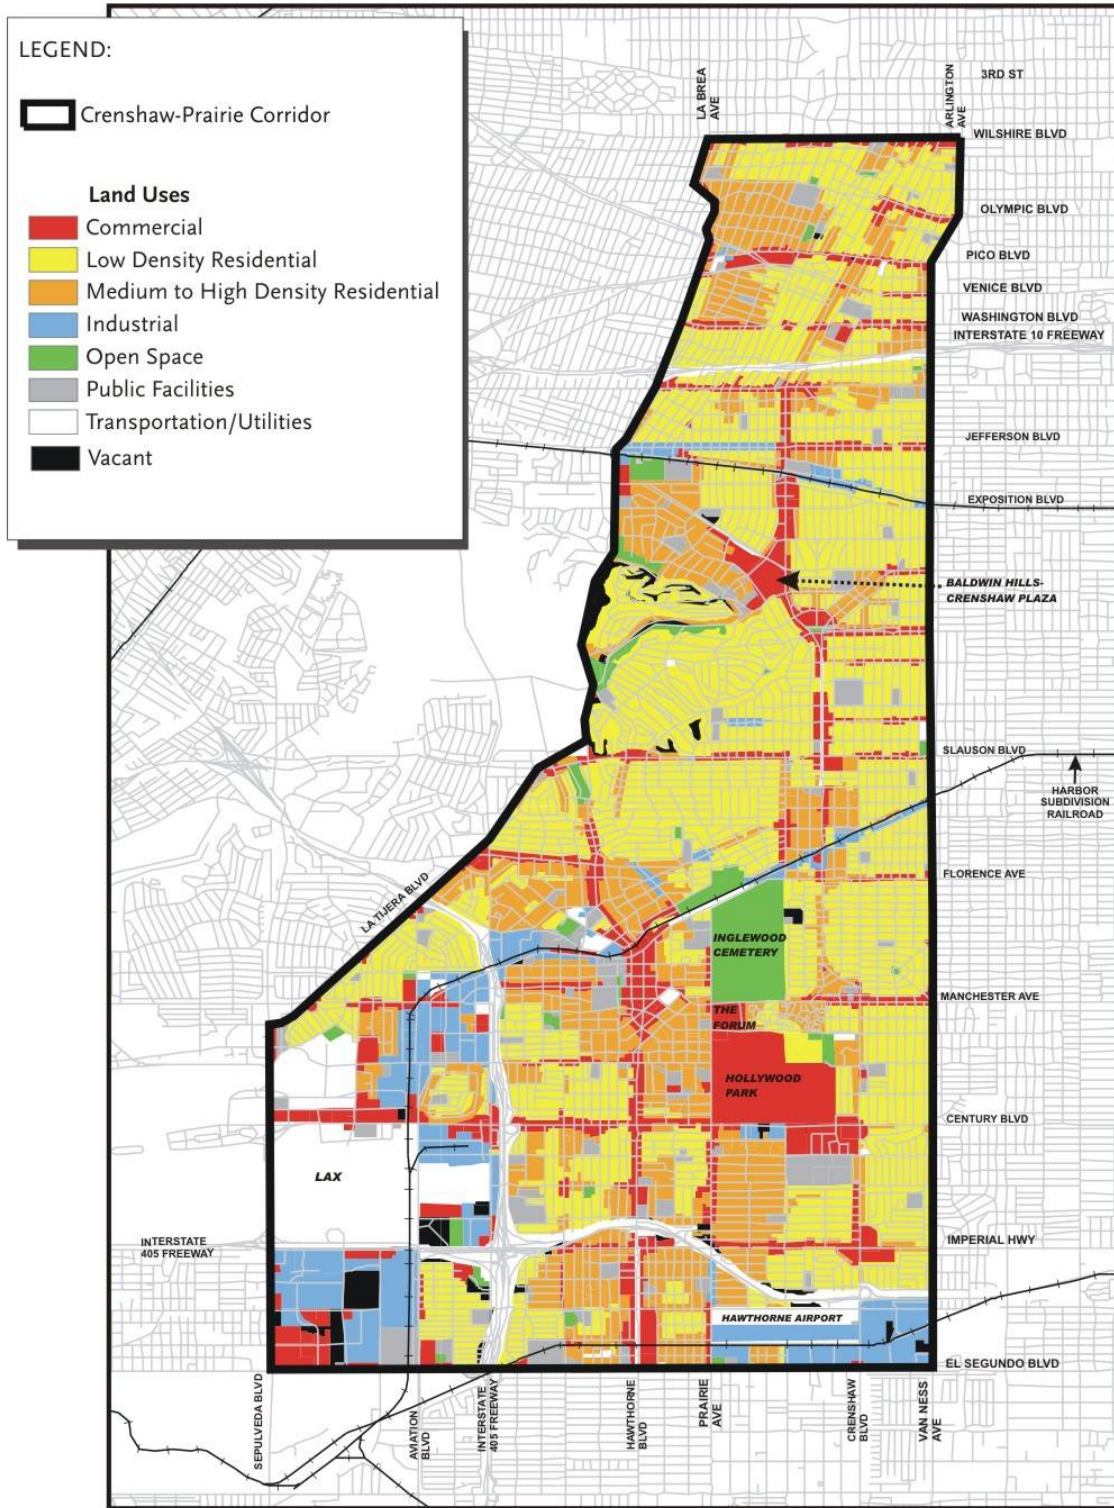 LEGEND:
Crenshaw-Prairie Corridor
Land Uses
Commercial
Low Density Residential
Medium to High Density Residential
Industrial
Open Space
Public Facilities
Transportation/Utilities
Vacant
LA BREA
AVE
ARLINGTON
AVE
3RD ST
WILSHIRE BLVD
OLYMPIC BLVD
PICO BLVD
VENICE BLVD
WASHINGTON BLVD
INTERSTATE 10 FREEWAY
JEFFERSON BLVD
EXPOSITION BLVD
BALDWIN HILLS-
CRENSHAW PLAZA
SLAUSON BLVD
HARBOR
SUBDIVISION
RAILROAD
FLORENCE AVE
LA TIJERA BLVD
INGLEWOOD
CEMETERY
MANCHESTER AVE
THE
FORUM
HOLLYWOOD
PARK
CENTURY BLVD
LAX
INTERSTATE
405 FREEWAY
IMPERIAL HWY
HAWTHORNE AIRPORT
EL SEGUNDO BLVD
SEPULVEDA BLVD
AVIATION
BLVD
INTERSTATE
405 FREEWAY
HAWTHORNE
BLVD
PRAIRIE
AVE
CRENSHAW
BLVD
VAN NESS
AVE